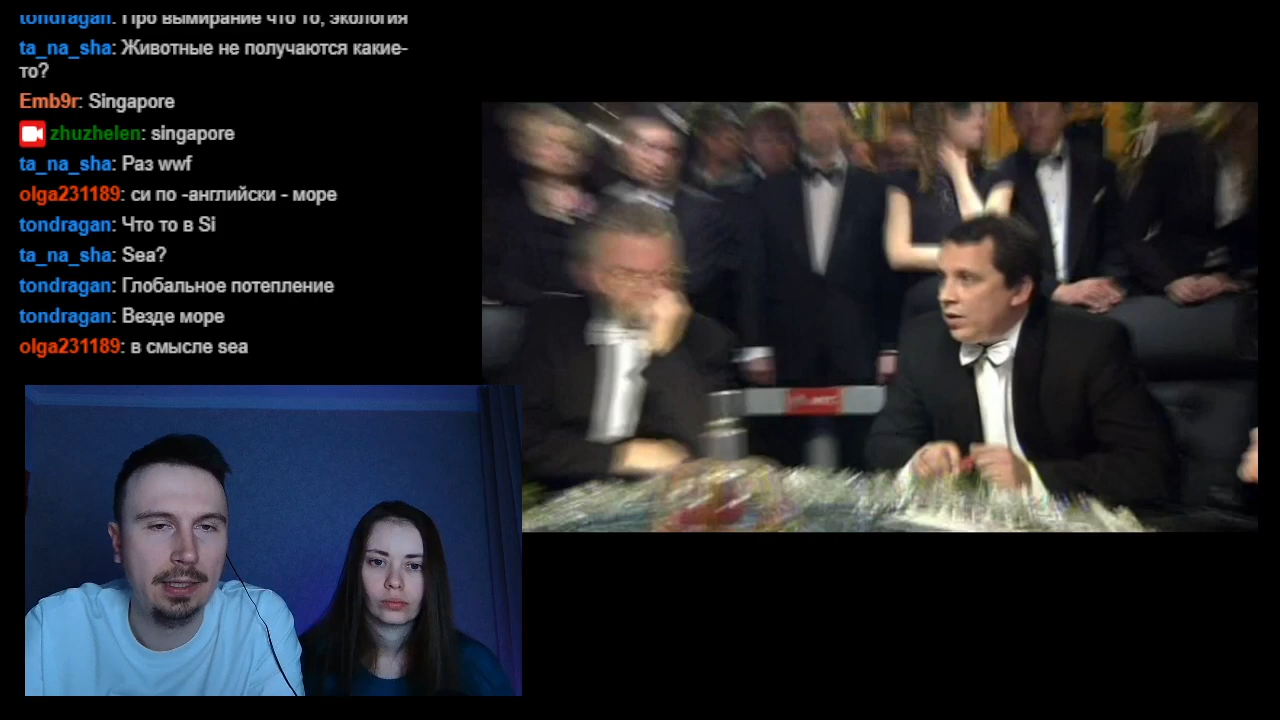 tondragan: Про вымирание что то, экология
ta_na_sha: Животные не получаются какие-
то?
Emb9r: Singapore
zhuzhelen: singapore
ta_na_sha: Раз wwf
olga231189: си по -английски - море
tondragan: Что то в Si
ta_na_sha: Sea?
tondragan: Глобальное потепление
tondragan: Везде море
olga231189: в смысле sea